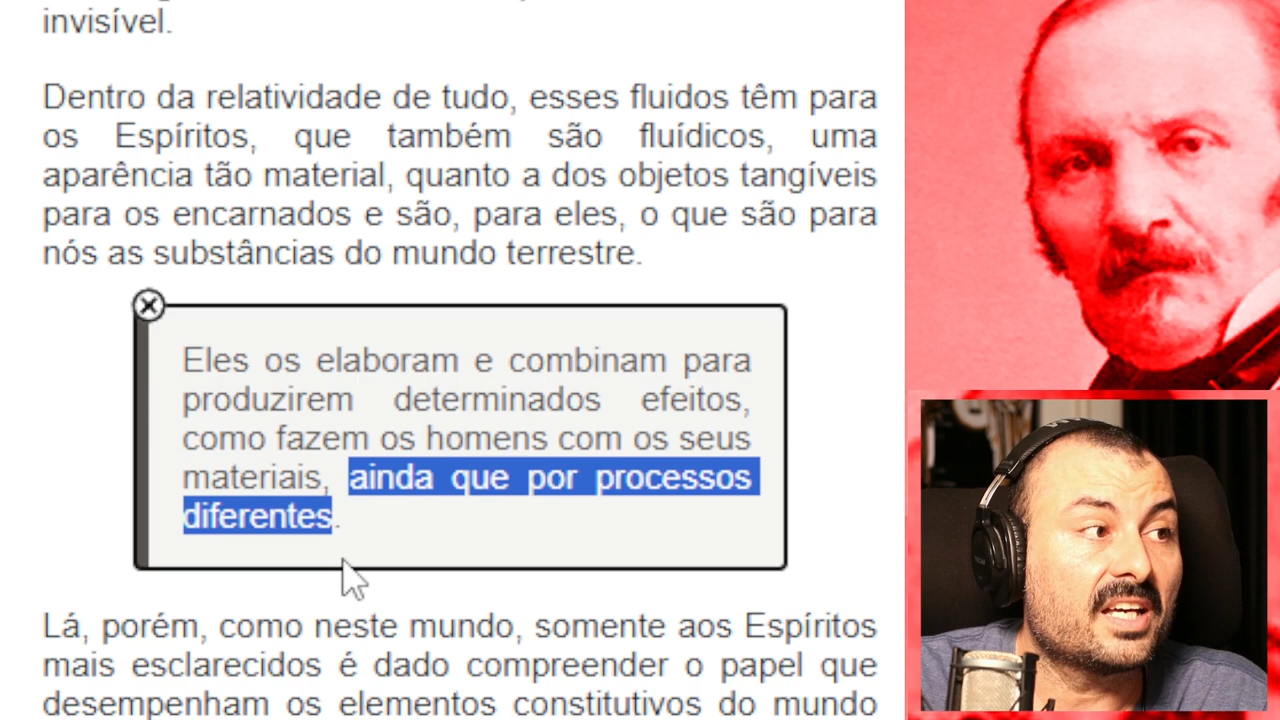 invisível.
Dentro da relatividade de tudo, esses fluidos têm para
os Espíritos, que também são fluídicos, uma
aparência tão material, quanto a dos objetos tangíveis
para os encarnados e são, para eles, o que são para
nós as substâncias do mundo terrestre.
Eles os elaboram e combinam para
produzirem determinados efeitos,
como fazem os homens com os seus
materiais, ainda que por processos
diferentes.
Lá, porém, como neste mundo, somente aos Espíritos
mais esclarecidos é dado compreender o papel que
desempenham os elementos constitutivos do mundo